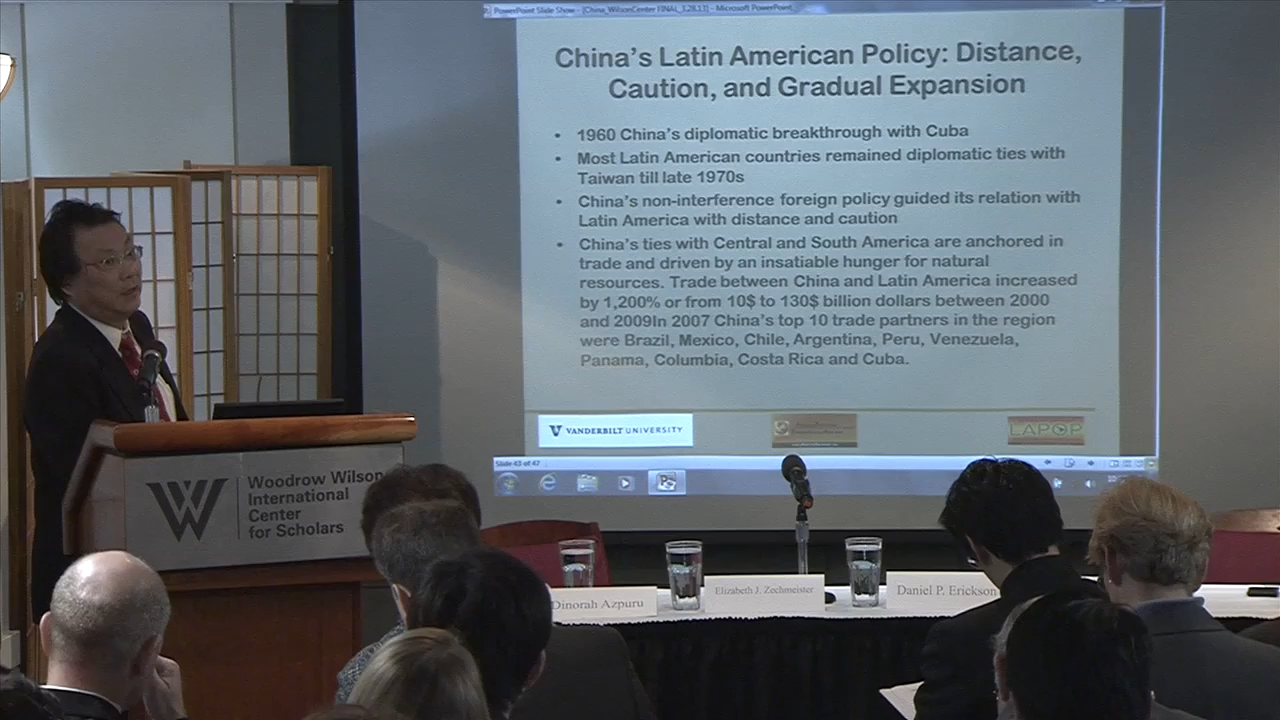 PowerPoint Slide Show - [China_WilsonCenter FINAL_3.28.13] - Microsoft PowerPoint
China's Latin American Policy: Distance,
Caution, and Gradual Expansion
• 1960 China's diplomatic breakthrough with Cuba
• Most Latin American countries remained diplomatic ties with
Taiwan till late 1970s
• China's non-interference foreign policy guided its relation with
Latin America with distance and caution
• China's ties with Central and South America are anchored in
trade and driven by an insatiable hunger for natural
resources. Trade between China and Latin America increased
by 1,200% or from 10$ to 130$ billion dollars between 2000
and 2009In 2007 China's top 10 trade partners in the region
were Brazil, Mexico, Chile, Argentina, Peru, Venezuela,
Panama, Columbia, Costa Rica and Cuba.
V VANDERBILT UNIVERSITY
LAPOP
Slide 43 of 47
Woodrow Wilson
International
Center
for Scholars
Dinorah Azpuru
Elizabeth J. Zechmeister
Daniel P. Erickson